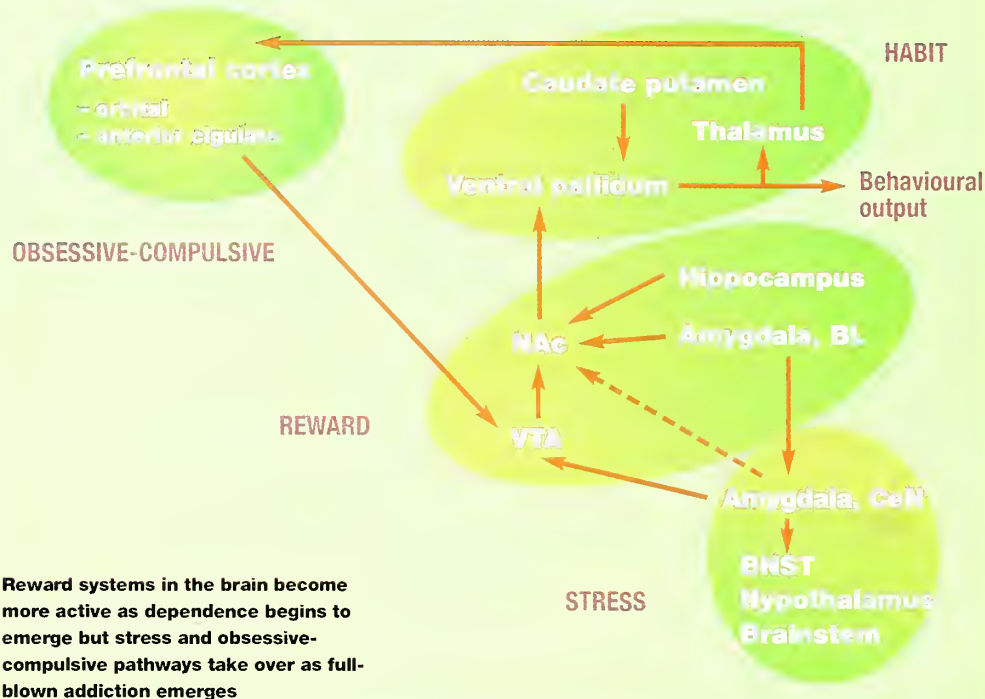 Prefrontal cortex
– orbital
– anterior cigulate
OBSESSIVE-COMPULSIVE
HABIT
Caudate putamen
Thalamus
Ventral pallidum
Behavioural
output
Hippocampus
Amygdala, BL
NAc
VTA
REWARD
Amygdala, CeN
BNST
Hypothalamus
Brainstem
STRESS
Reward systems in the brain become
more active as dependence begins to
emerge but stress and obsessive-
compulsive pathways take over as full-
blown addiction emerges